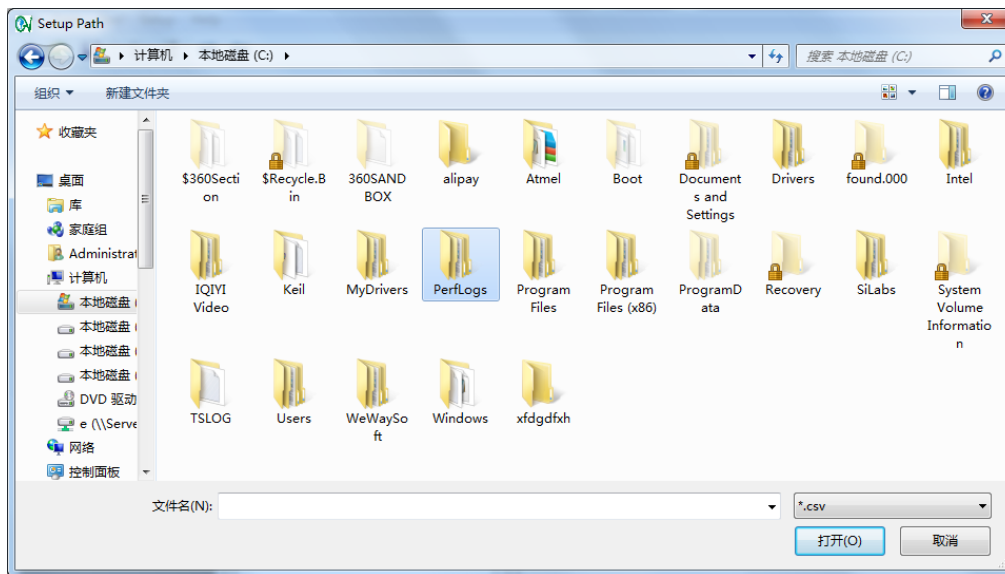 Setup Path
计算机 本地磁盘 (C:)
搜索 本地磁盘 (C:)
组织 新建文件夹
收藏夹
桌面
库
家庭组
Administrat
计算机
本地磁盘 (
本地磁盘 (
本地磁盘 (
本地磁盘 (
DVD 驱动
e (\\Serve
网络
控制面板
$360Secti
on
$Recycle.B
in
360SAND
BOX
alipay
Atmel
Boot
Document
s and
Settings
Drivers
found.000
Intel
IQIYI
Video
Keil
MyDrivers
PerfLogs
Program
Files
Program
Files (x86)
ProgramD
ata
Recovery
SiLabs
System
Volume
Informatio
n
TSLOG
Users
WeWaySo
ft
Windows
xfdgdfxh
文件名(N):
*.csv
打开(O)
取消